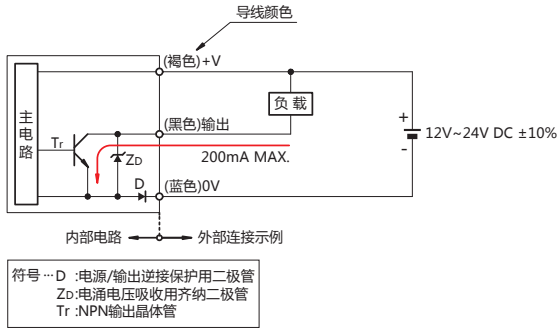 导线颜色
(褐色)+V
负 载
主电路
Tr
(黑色)输出
200mA MAX.
ZD
D
(蓝色)0V
+
12V~24V DC ±10%
-
内部电路
外部连接示例
符号…D :电源/输出逆接保护用二极管
ZD:电涌电压吸收用齐纳二极管
Tr :NPN输出晶体管